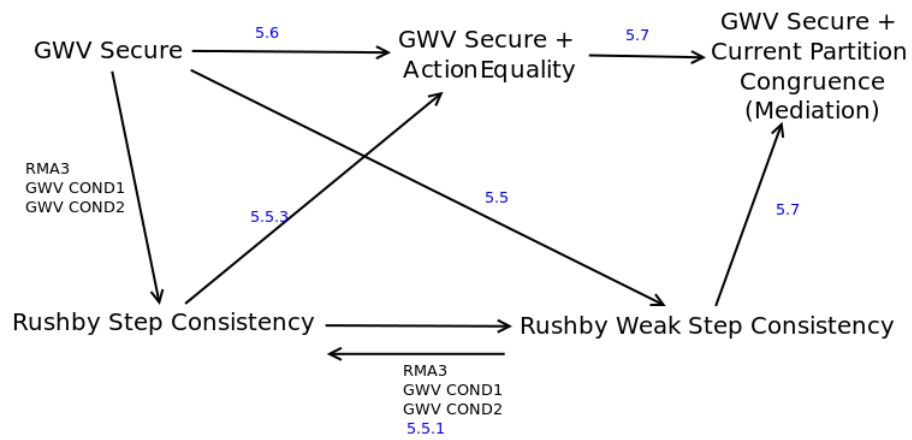 GWV Secure
5.6
GWV Secure +
ActionEquality
5.7
GWV Secure +
Current Partition
Congruence
(Mediation)
RMA3
GWV COND1
GWV COND2
5.5.3
5.5
5.7
Rushby Step Consistency
Rushby Weak Step Consistency
RMA3
GWV COND1
GWV COND2
5.5.1